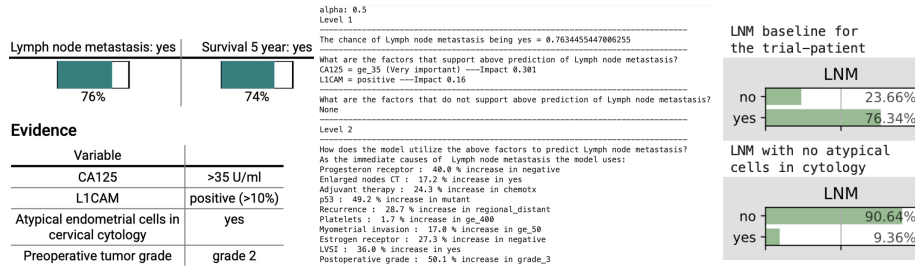 Lymph node metastasis: yes
Survival 5 year: yes
76%
74%
Evidence
Variable
CA125 >35 U/ml
L1CAM positive (>10%)
Atypical endometrial cells in
cervical cytology
yes
Preoperative tumor grade grade 2
alpha: 0.5
Level 1
The chance of Lymph node metastasis being yes = 0.7634455447006255
What are the factors that support above prediction of Lymph node metastasis?
CA125 = ge_35 (Very important) ---Impact 0.301
L1CAM = positive ---Impact 0.16
What are the factors that do not support above prediction of Lymph node metastasis?
None
Level 2
How does the model utilize the above factors to predict Lymph node metastasis?
As the immediate causes of  Lymph node metastasis the model uses:
Progesteron receptor :  40.0 % increase in negative
Enlarged nodes CT :  17.2 % increase in yes
Adjuvant therapy :  24.3 % increase in chemotx
p53 :  49.2 % increase in mutant
Recurrence :  28.7 % increase in regional_distant
Platelets :  1.7 % increase in ge_400
Myometrial invasion :  17.0 % increase in ge_50
Estrogen receptor :  27.3 % increase in negative
LVSI :  36.0 % increase in yes
Postoperative grade :  50.1 % increase in grade_3
LNM baseline for
the trial-patient
LNM
no 23.66%
yes 76.34%
LNM with no atypical
cells in cytology
LNM
no 90.64%
yes 9.36%